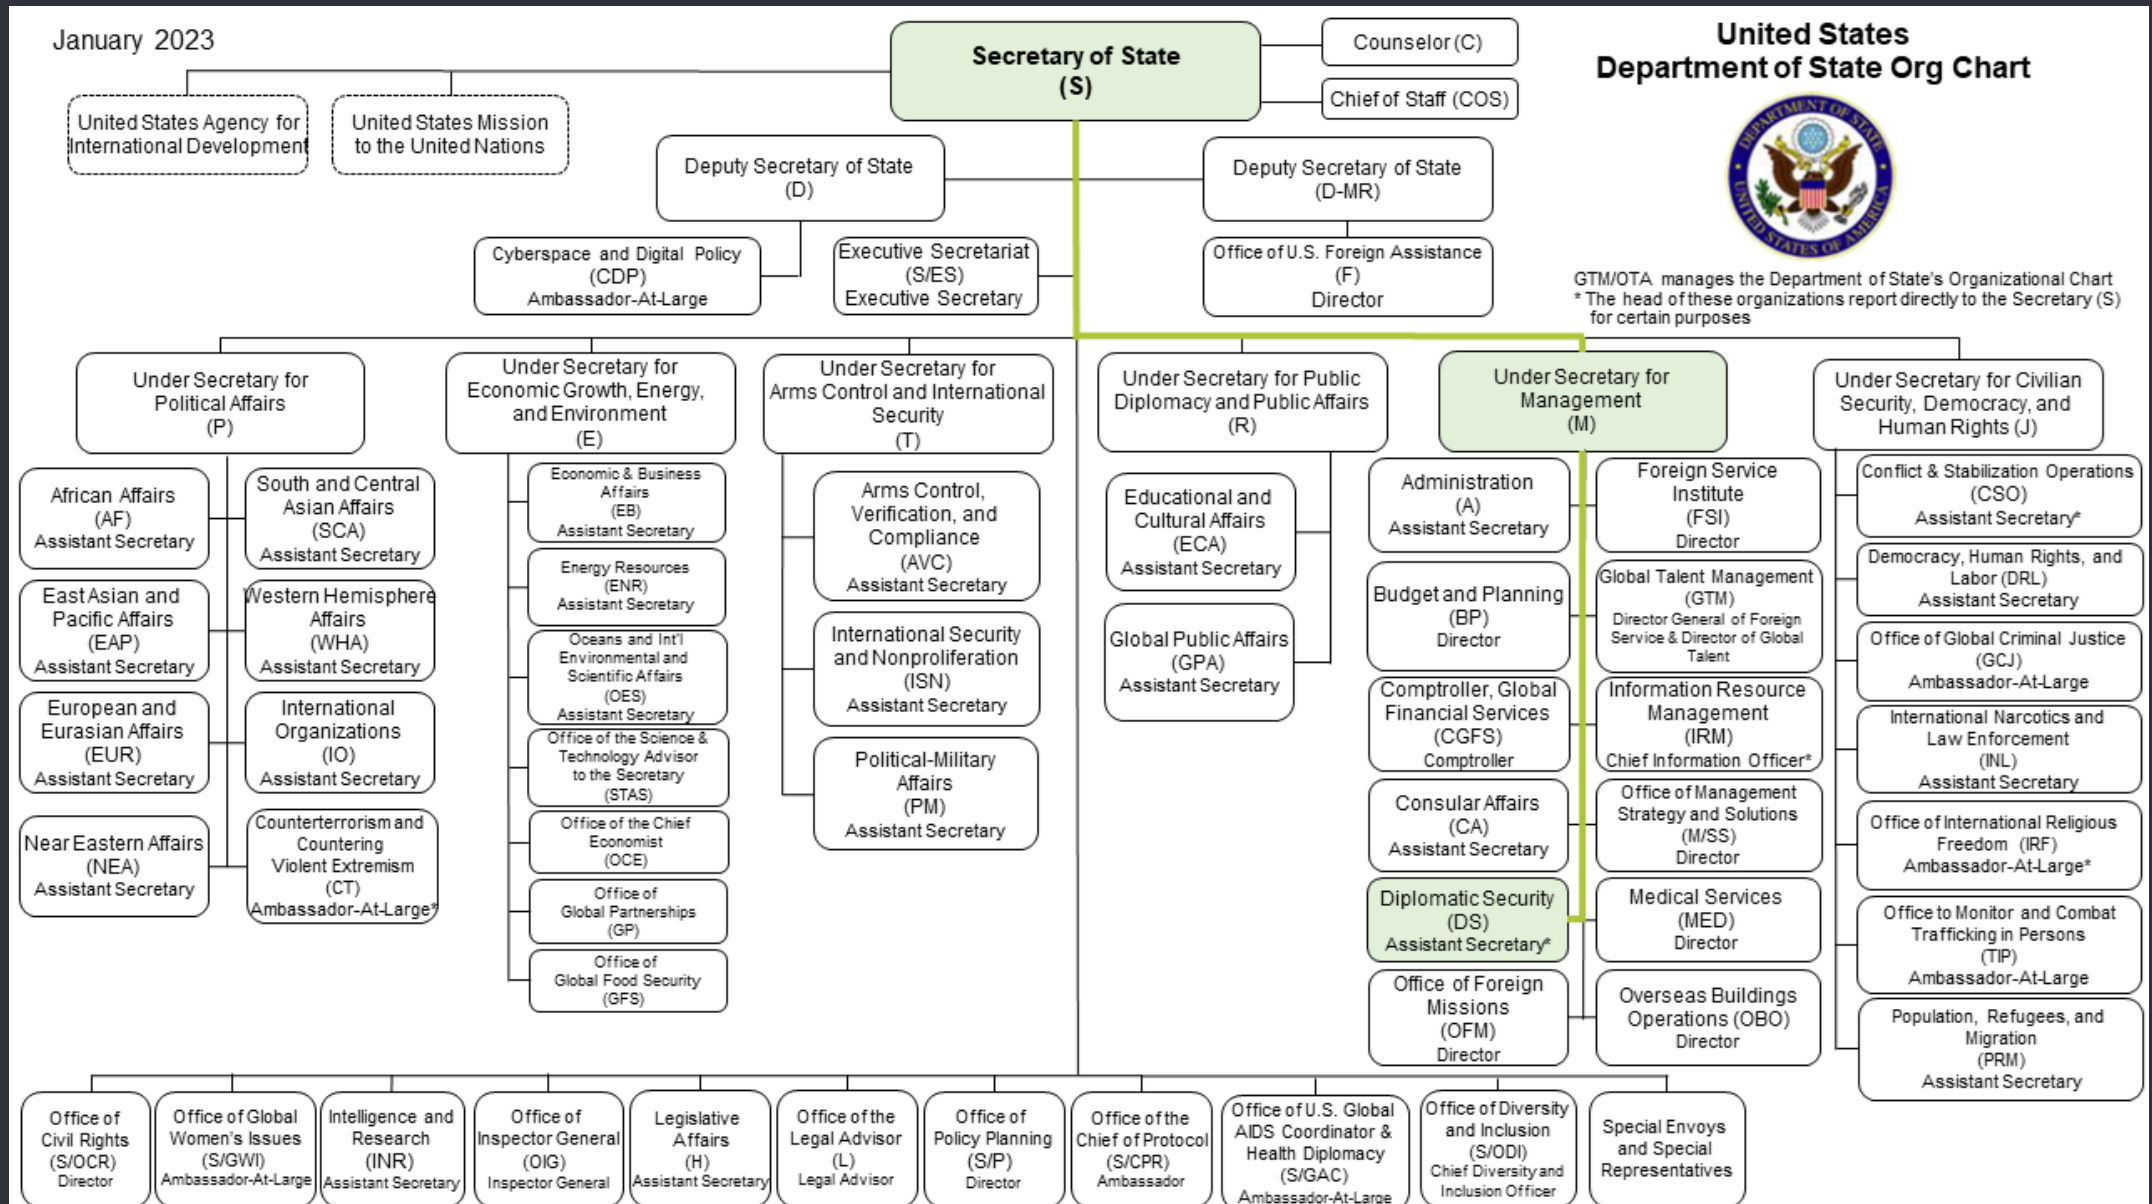 January 2023
United States
Department of State Org Chart
DEPARTMENT OF STATE
UNITED STATES OF AMERICA
GTM/OTA manages the Department of State's Organizational Chart
* The head of these organizations report directly to the Secretary (S)
for certain purposes
Secretary of State
(S)
Counselor (C)
Chief of Staff (COS)
United States Agency for
International Development
United States Mission
to the United Nations
Deputy Secretary of State
(D)
Deputy Secretary of State
(D-MR)
Cyberspace and Digital Policy
(CDP)
Ambassador-At-Large
Executive Secretariat
(S/ES)
Executive Secretary
Office of U.S. Foreign Assistance
(F)
Director
Under Secretary for
Political Affairs
(P)
Under Secretary for
Economic Growth, Energy,
and Environment
(E)
Under Secretary for
Arms Control and International
Security
(T)
Under Secretary for Public
Diplomacy and Public Affairs
(R)
Under Secretary for
Management
(M)
Under Secretary for Civilian
Security, Democracy, and
Human Rights (J)
African Affairs
(AF)
Assistant Secretary
South and Central
Asian Affairs
(SCA)
Assistant Secretary
East Asian and
Pacific Affairs
(EAP)
Assistant Secretary
Western Hemisphere
Affairs
(WHA)
Assistant Secretary
European and
Eurasian Affairs
(EUR)
Assistant Secretary
International
Organizations
(IO)
Assistant Secretary
Near Eastern Affairs
(NEA)
Assistant Secretary
Counterterrorism and
Countering
Violent Extremism
(CT)
Ambassador-At-Large*
Economic & Business
Affairs
(EB)
Assistant Secretary
Energy Resources
(ENR)
Assistant Secretary
Oceans and Int'l
Environmental and
Scientific Affairs
(OES)
Assistant Secretary
Office of the Science &
Technology Advisor
to the Secretary
(STAS)
Office of the Chief
Economist
(OCE)
Office of
Global Partnerships
(GP)
Office of
Global Food Security
(GFS)
Arms Control,
Verification, and
Compliance
(AVC)
Assistant Secretary
International Security
and Nonproliferation
(ISN)
Assistant Secretary
Political-Military
Affairs
(PM)
Assistant Secretary
Educational and
Cultural Affairs
(ECA)
Assistant Secretary
Global Public Affairs
(GPA)
Assistant Secretary
Administration
(A)
Assistant Secretary
Foreign Service
Institute
(FSI)
Director
Budget and Planning
(BP)
Director
Global Talent Management
(GTM)
Director General of Foreign
Service & Director of Global
Talent
Comptroller, Global
Financial Services
(CGFS)
Comptroller
Information Resource
Management
(IRM)
Chief Information Officer*
Consular Affairs
(CA)
Assistant Secretary
Office of Management
Strategy and Solutions
(M/SS)
Director
Diplomatic Security
(DS)
Assistant Secretary*
Medical Services
(MED)
Director
Office of Foreign
Missions
(OFM)
Director
Overseas Buildings
Operations (OBO)
Director
Conflict & Stabilization Operations
(CSO)
Assistant Secretary*
Democracy, Human Rights, and
Labor (DRL)
Assistant Secretary
Office of Global Criminal Justice
(GCJ)
Ambassador-At-Large
International Narcotics and
Law Enforcement
(INL)
Assistant Secretary
Office of International Religious
Freedom (IRF)
Ambassador-At-Large*
Office to Monitor and Combat
Trafficking in Persons
(TIP)
Ambassador-At-Large
Population, Refugees, and
Migration
(PRM)
Assistant Secretary
Office of
Civil Rights
(S/OCR)
Director
Office of Global
Women's Issues
(S/GWI)
Ambassador-At-Large
Intelligence and
Research
(INR)
Assistant Secretary
Office of
Inspector General
(OIG)
Inspector General
Legislative
Affairs
(H)
Assistant Secretary
Office of the
Legal Advisor
(L)
Legal Advisor
Office of
Policy Planning
(S/P)
Director
Office of the
Chief of Protocol
(S/CPR)
Ambassador
Office of U.S. Global
AIDS Coordinator &
Health Diplomacy
(S/GAC)
Ambassador-At-Large
Office of Diversity
and Inclusion
(S/ODI)
Chief Diversity and
Inclusion Officer
Special Envoys
and Special
Representatives